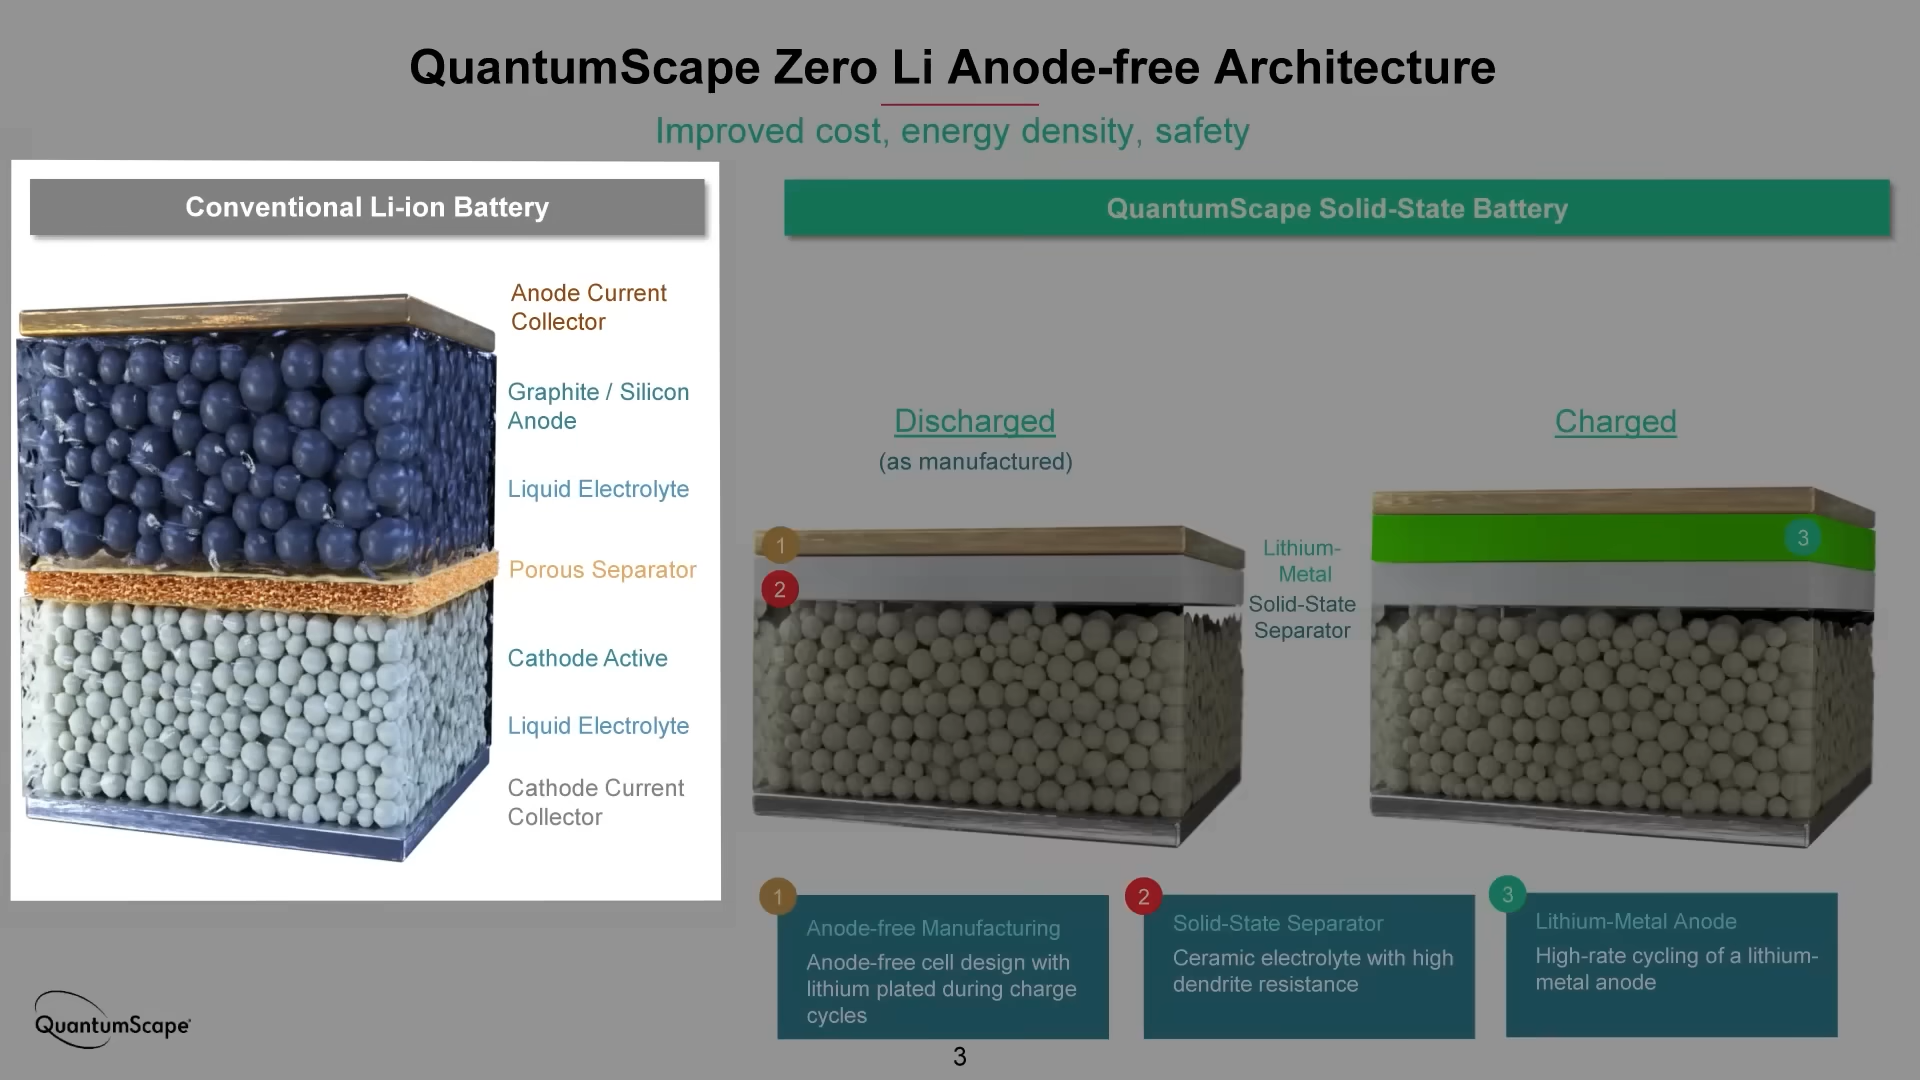 QuantumScape Zero Li Anode-free Architecture
Improved cost, energy density, safety
Conventional Li-ion Battery
Anode Current
Collector
Graphite / Silicon
Anode
Liquid Electrolyte
Porous Separator
Cathode Active
Liquid Electrolyte
Cathode Current
Collector
QuantumScape Solid-State Battery
Discharged
(as manufactured)
1
2
Lithium-
Metal
Solid-State
Separator
Charged
3
1
Anode-free Manufacturing
Anode-free cell design with
lithium plated during charge
cycles
2
Solid-State Separator
Ceramic electrolyte with high
dendrite resistance
3
Lithium-Metal Anode
High-rate cycling of a lithium-
metal anode
QuantumScape
3